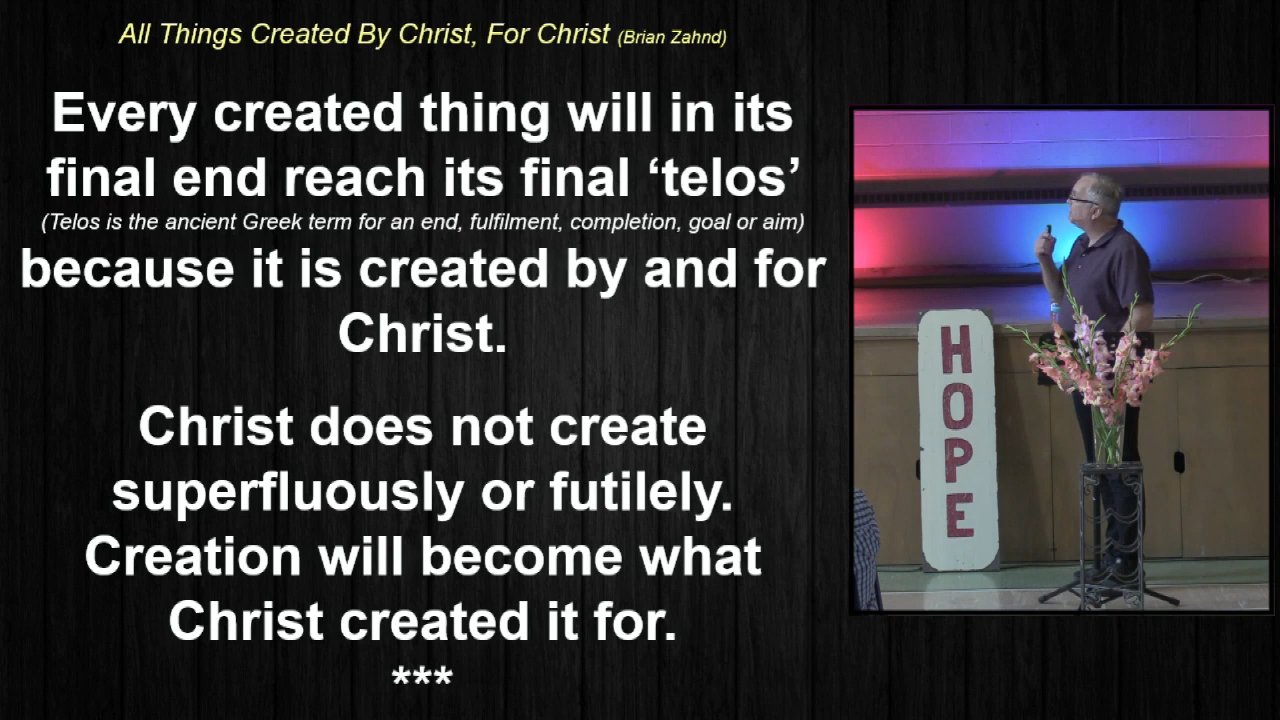 All Things Created By Christ, For Christ (Brian Zahnd)
Every created thing will in its
final end reach its final ‘telos’
(Telos is the ancient Greek term for an end, fulfilment, completion, goal or aim)
because it is created by and for
Christ.
Christ does not create
superfluously or futilely.
Creation will become what
Christ created it for.
***
HOPE